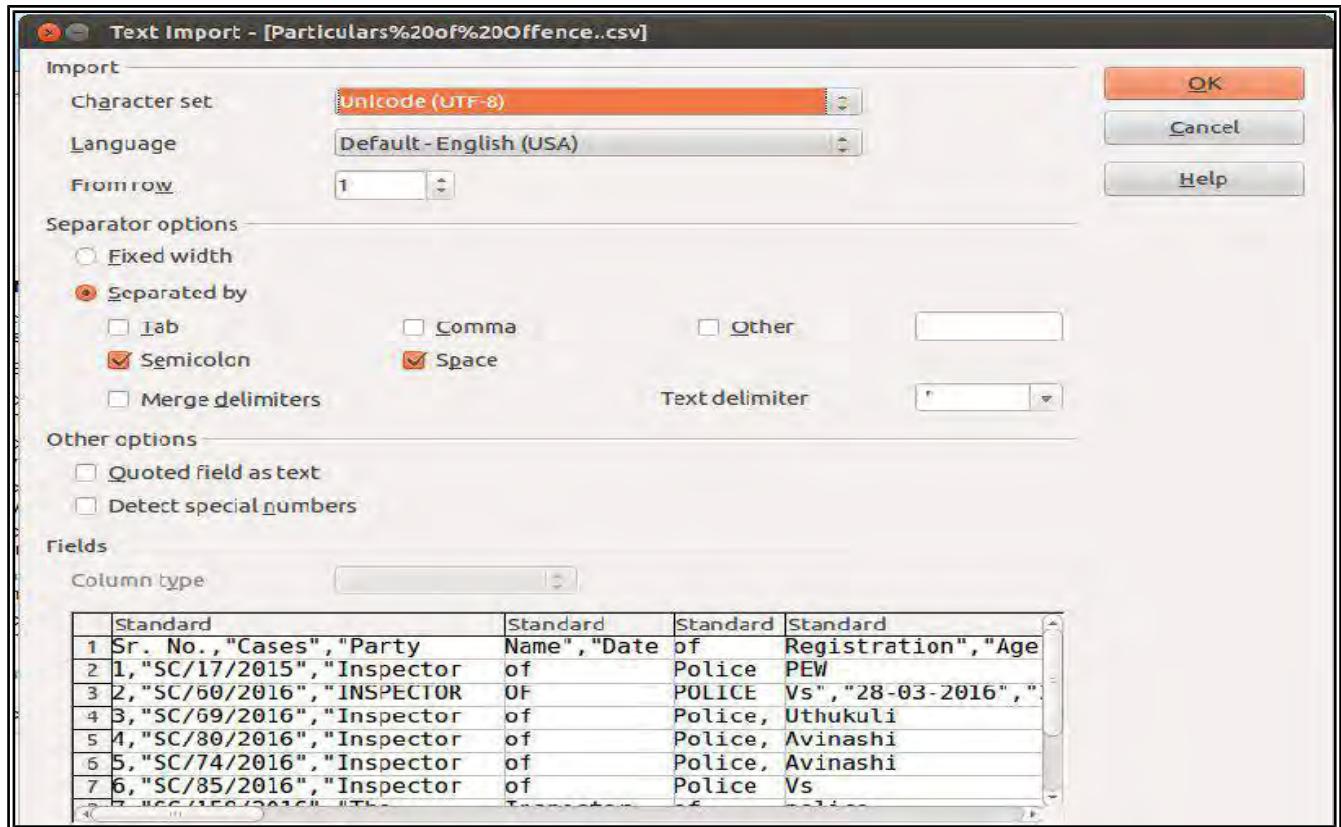 Text Import - [Particulars%20of%20Offence..csv]
Import
Character set Unicode (UTF-8)
OK
Language Default - English (USA)
Cancel
From row 1
Help
Separator options
Fixed width
Separated by
Tab Comma Other
Semicolon Space
Merge delimiters Text delimiter "
Other options
Quoted field as text
Detect special numbers
Fields
Column type
Standard Standard Standard Standard
1 Sr. No.,"Cases","Party Name","Date of Registration","Age
2 1,"SC/17/2015","Inspector of Police PEW
3 2,"SC/60/2016","INSPECTOR OF POLICE Vs","28-03-2016","
4 3,"SC/69/2016","Inspector of Police, Uthukuli
5 4,"SC/80/2016","Inspector of Police, Avinashi
6 5,"SC/74/2016","Inspector of Police, Avinashi
7 6,"SC/85/2016","Inspector of Police Vs